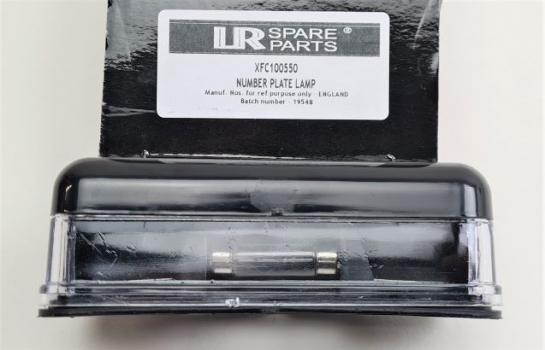 LR SPARE PARTS ®
XFC100550
NUMBER PLATE LAMP
Manuf. Nos. for ref purpose only - ENGLAND
Batch number - 19548